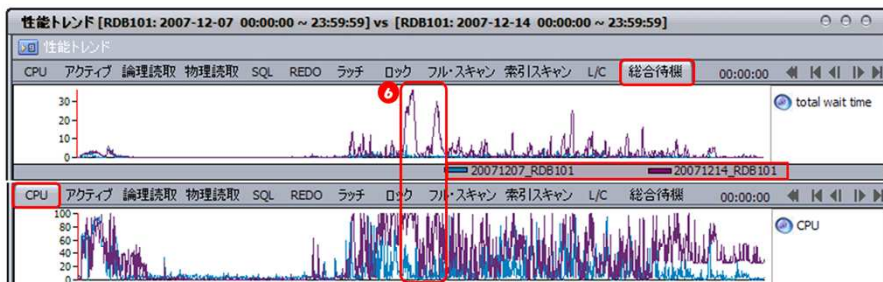 性能トレンド [RDB101: 2007-12-07 00:00:00 ~ 23:59:59] vs [RDB101: 2007-12-14 00:00:00 ~ 23:59:59]
性能トレンド
CPU アクティブ 論理読取 物理読取 SQL REDO ラッチ ロック フル・スキャン 索引スキャン L/C 総合待機 00:00:00
6
30
20
10
0
total wait time
20071207_RDB101 20071214_RDB101
CPU アクティブ 論理読取 物理読取 SQL REDO ラッチ ロック フル・スキャン 索引スキャン L/C 総合待機 00:00:00
100
80
60
40
20
0
CPU